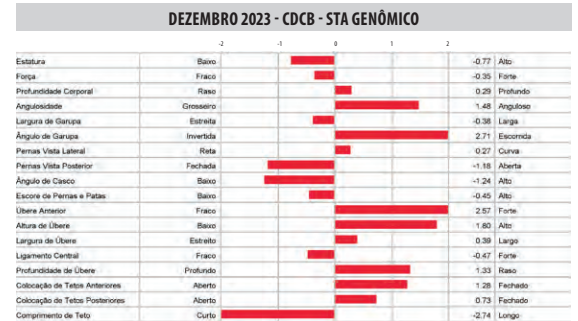 DEZEMBRO 2023 - CDCB - STA GENÔMICO
-2 -1 0 1 2
Estatura Baixo -0.77 Alto
Força Fraco -0.35 Forte
Profundidade Corporal Raso 0.29 Profundo
Angulosidade Grosseiro 1.48 Anguloso
Largura de Garupa Estreita -0.38 Larga
Ângulo de Garupa Invertida 2.71 Escorrida
Pernas Vista Lateral Reta 0.27 Curva
Pernas Vista Posterior Fechada -1.18 Aberta
Ângulo de Casco Baixo -1.24 Alto
Escore de Pernas e Patas Baixo -0.45 Alto
Úbere Anterior Fraco 2.57 Forte
Altura de Úbere Baixo 1.80 Alto
Largura de Úbere Estreito 0.39 Largo
Ligamento Central Fraco -0.47 Forte
Profundidade de Úbere Profundo 1.33 Raso
Colocação de Tetos Anteriores Aberto 1.28 Fechado
Colocação de Tetos Posteriores Aberto 0.73 Fechado
Comprimento de Teto Curto -2.74 Longo